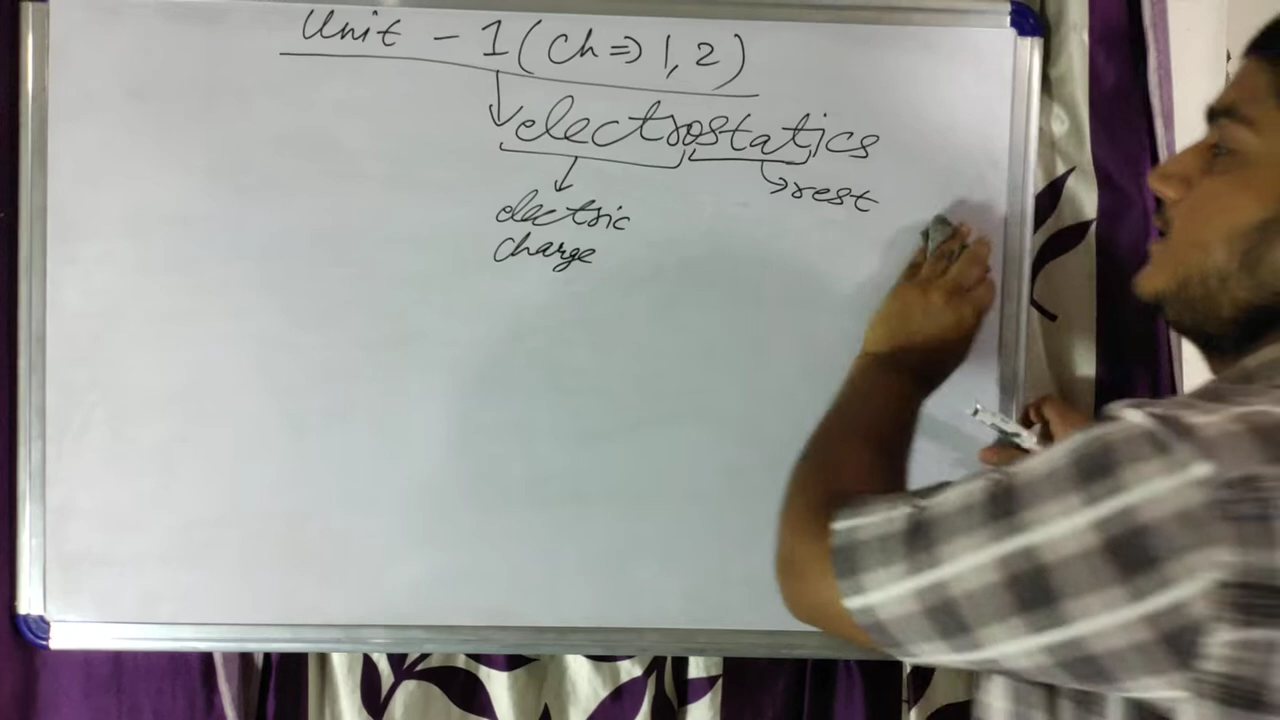 Unit - 1 (Ch => 1, 2)
electrostatics
rest
electric
charge